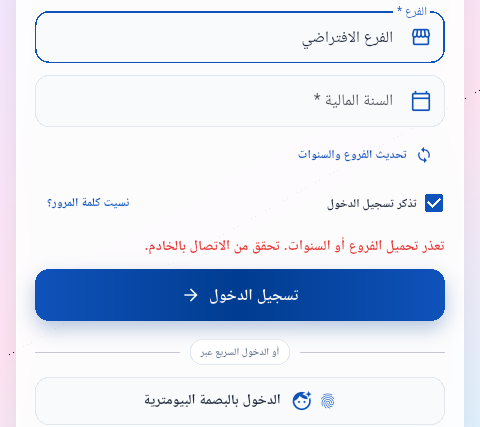 الفرع *
الفرع الافتراضي
السنة المالية *
تحديث الفروع والسنوات
تذكر تسجيل الدخول
نسيت كلمة المرور؟
تعذر تحميل الفروع أو السنوات. تحقق من الاتصال بالخادم.
تسجيل الدخول
أو الدخول السريع عبر
الدخول بالبصمة البيومترية